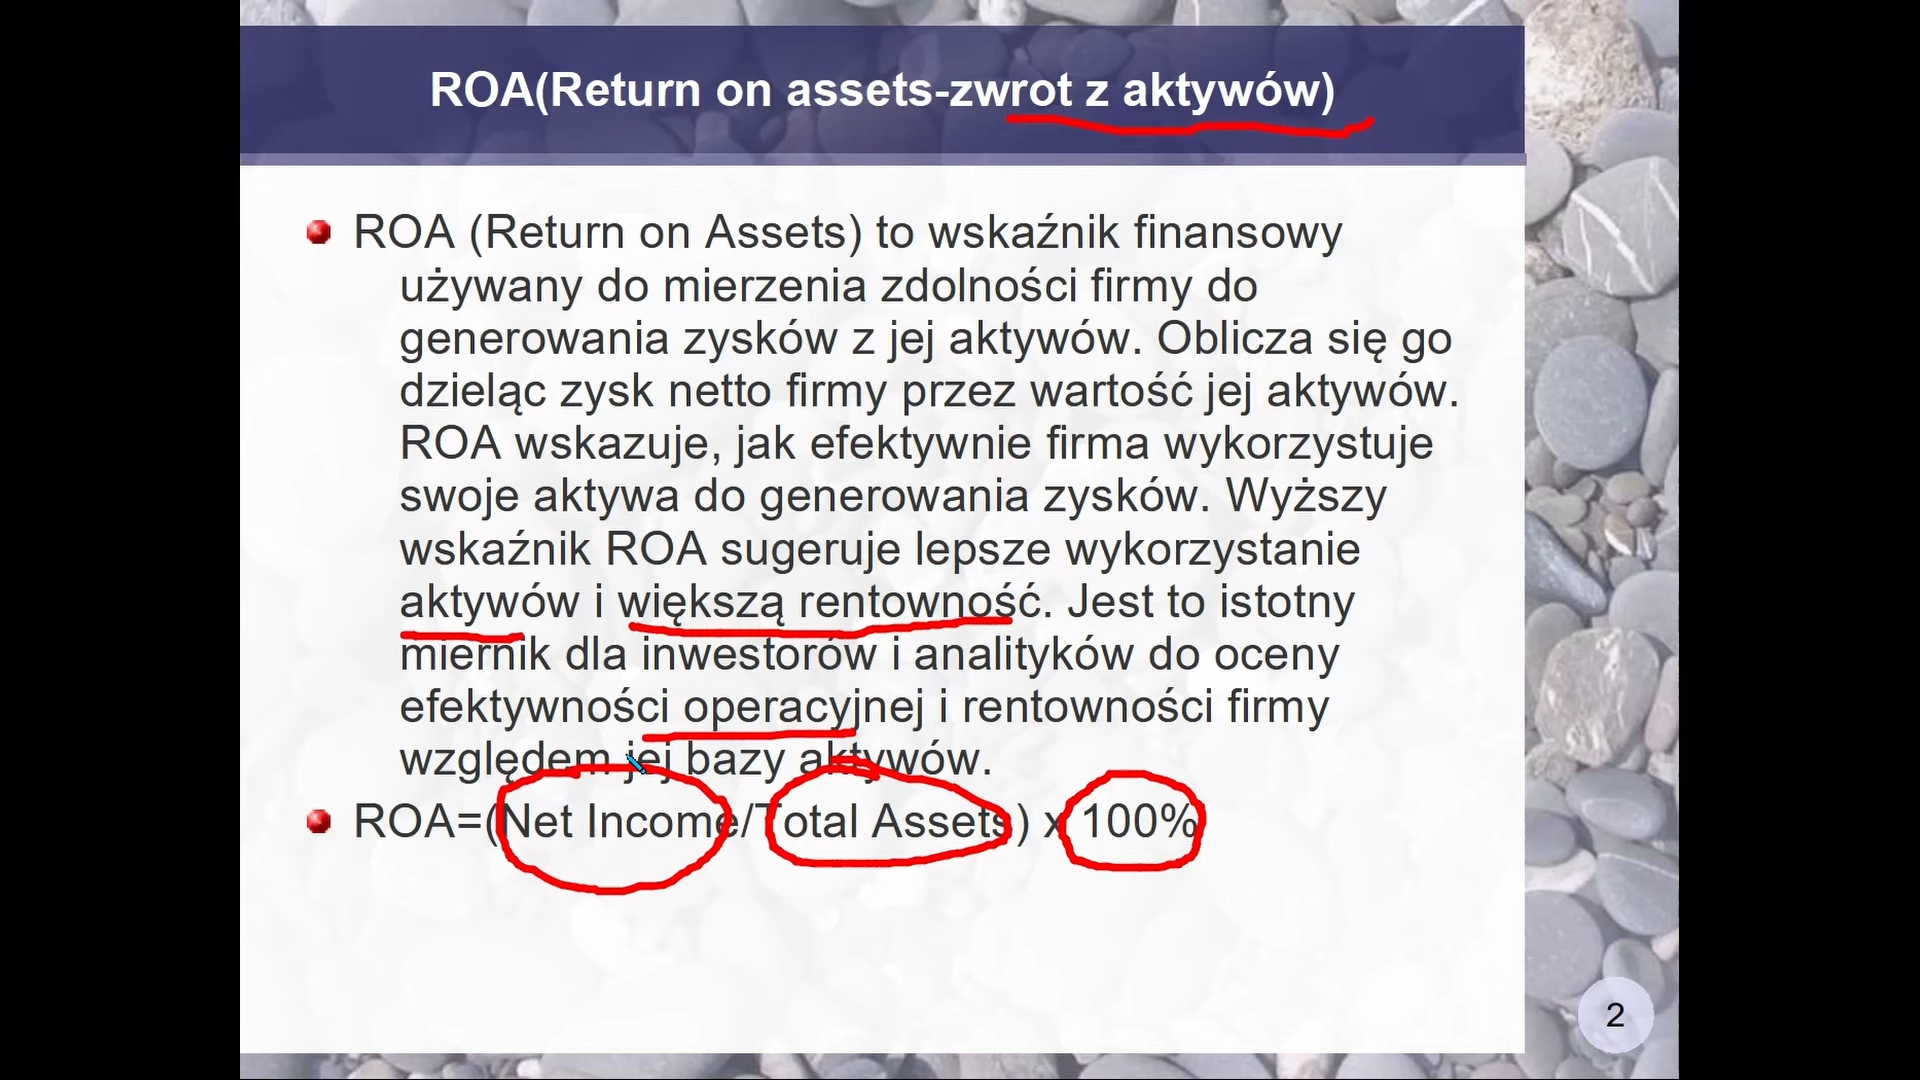 ROA(Return on assets-zwrot z aktywów)
ROA (Return on Assets) to wskaźnik finansowy
używany do mierzenia zdolności firmy do
generowania zysków z jej aktywów. Oblicza się go
dzieląc zysk netto firmy przez wartość jej aktywów.
ROA wskazuje, jak efektywnie firma wykorzystuje
swoje aktywa do generowania zysków. Wyższy
wskaźnik ROA sugeruje lepsze wykorzystanie
aktywów i większą rentowność. Jest to istotny
miernik dla inwestorów i analityków do oceny
efektywności operacyjnej i rentowności firmy
względem jej bazy aktywów.
ROA=(Net Income/Total Assets) x 100%
2